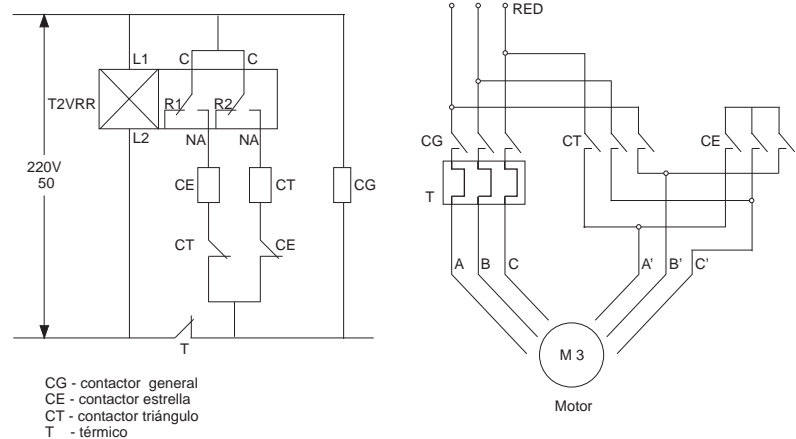 L1
C
C
T2VRR
R1
R2
L2
NA
NA
220V
50
CE
CT
CG
CT
CE
T
CG - contactor general
CE - contactor estrella
CT - contactor triángulo
T - térmico
RED
CG
CT
CE
T
A
B
C
A'
B'
C'
M 3
Motor